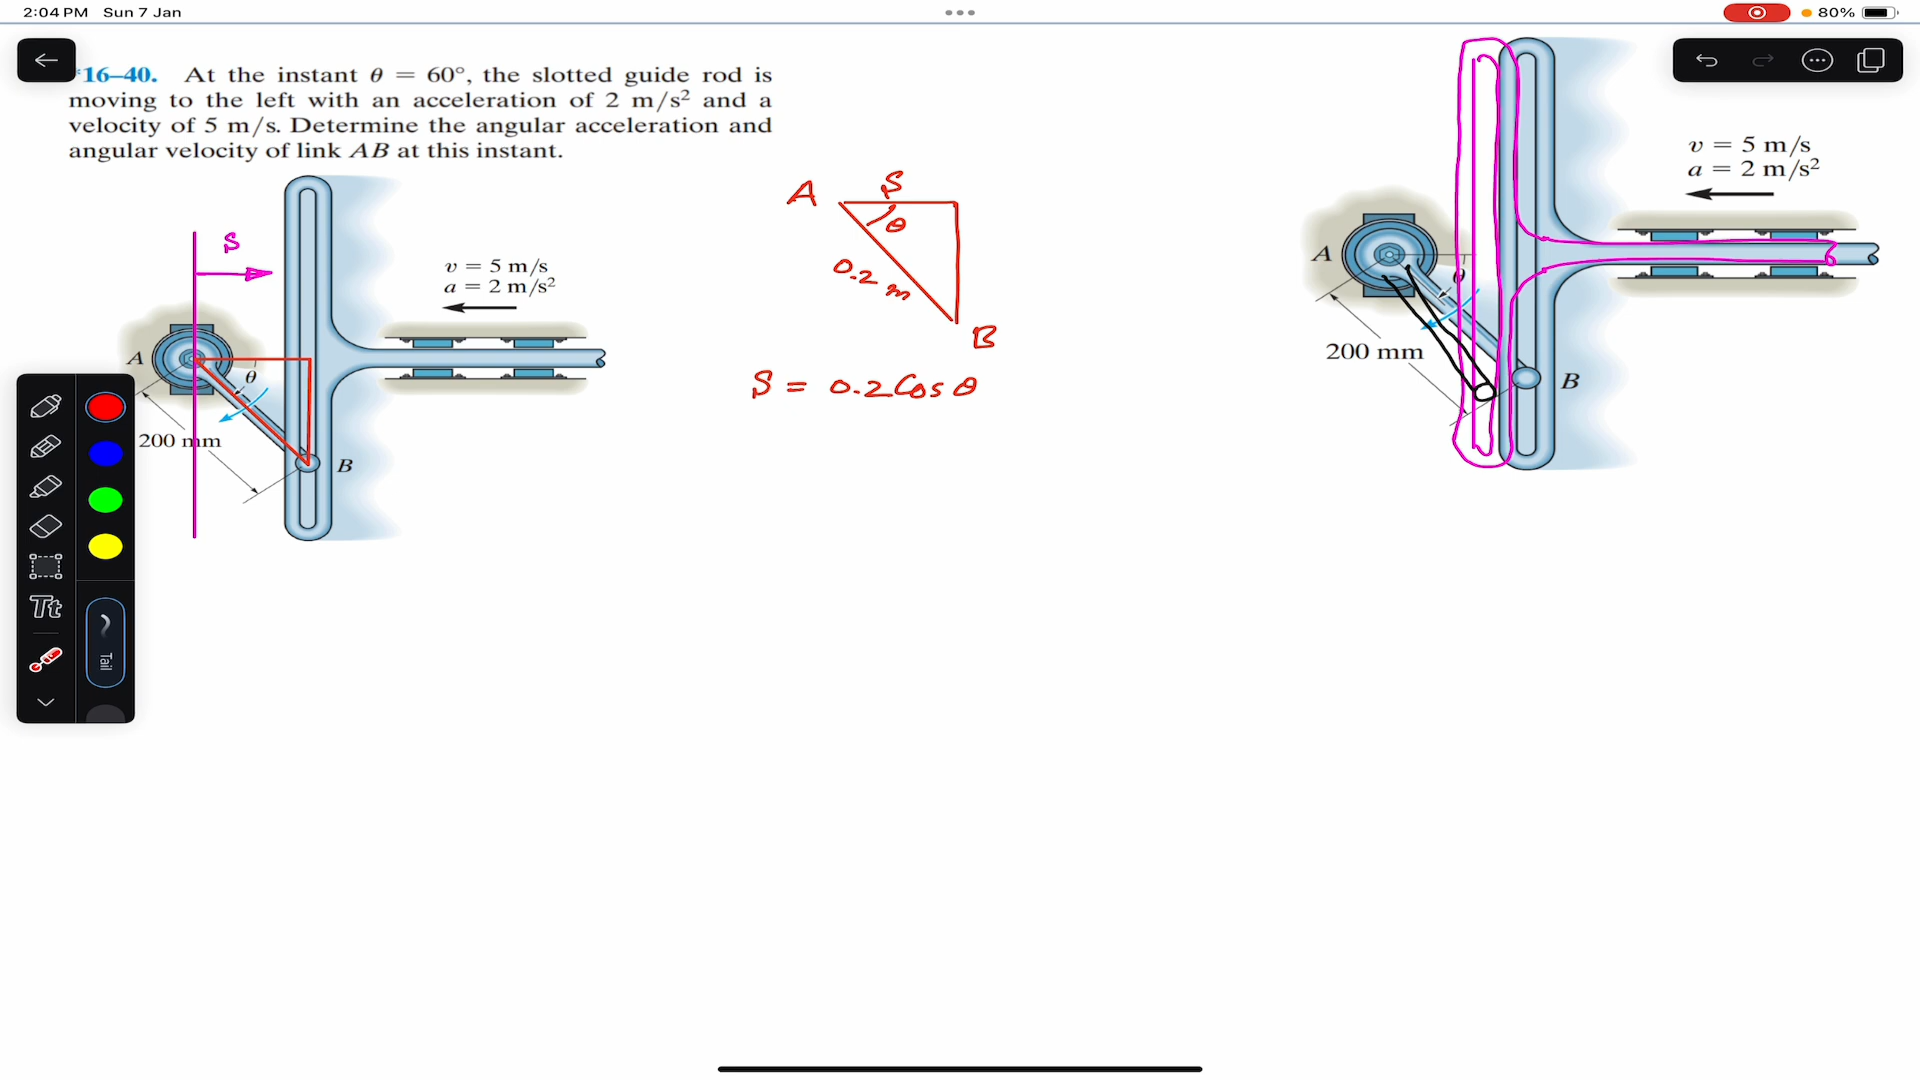 2:04 PM Sun 7 Jan
80%
*16–40. At the instant θ = 60°, the slotted guide rod is
moving to the left with an acceleration of 2 m/s² and a
velocity of 5 m/s. Determine the angular acceleration and
angular velocity of link AB at this instant.
S
v = 5 m/s
a = 2 m/s²
A
θ
200 mm
B
A
S
θ
0.2 m
B
S = 0.2 Cos θ
v = 5 m/s
a = 2 m/s²
A
θ
200 mm
B
Tt
Tail